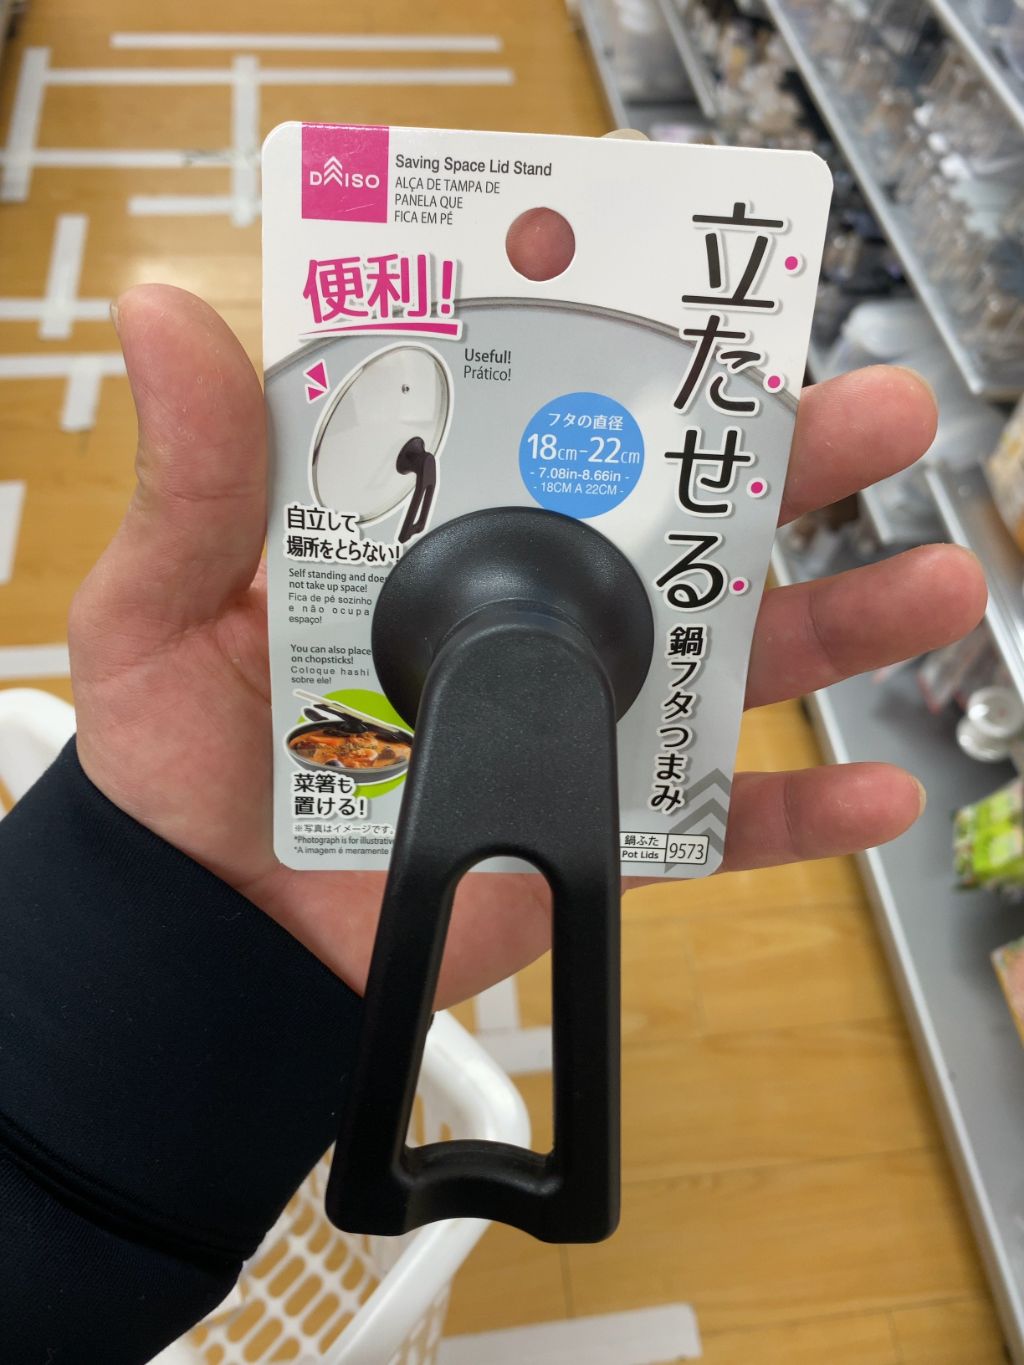 DAISO
Saving Space Lid Stand
ALÇA DE TAMPA DE
PANELA QUE
FICA EM PÉ
便利!
Useful!
Prático!
立たせる
鍋フタつまみ
フタの直径
18cm-22cm
- 7.08in-8.66in -
- 18CM A 22CM -
自立して
場所をとらない!
Self standing and does
not take up space!
Fica de pé sozinho
e não ocupa
espaço!
You can also place
on chopsticks!
Coloque hashi
sobre ele!
菜箸も
置ける!
※写真はイメージです。
*Photograph is for illustrative
*A imagem é meramente
鍋ふた
Pot Lids
9573